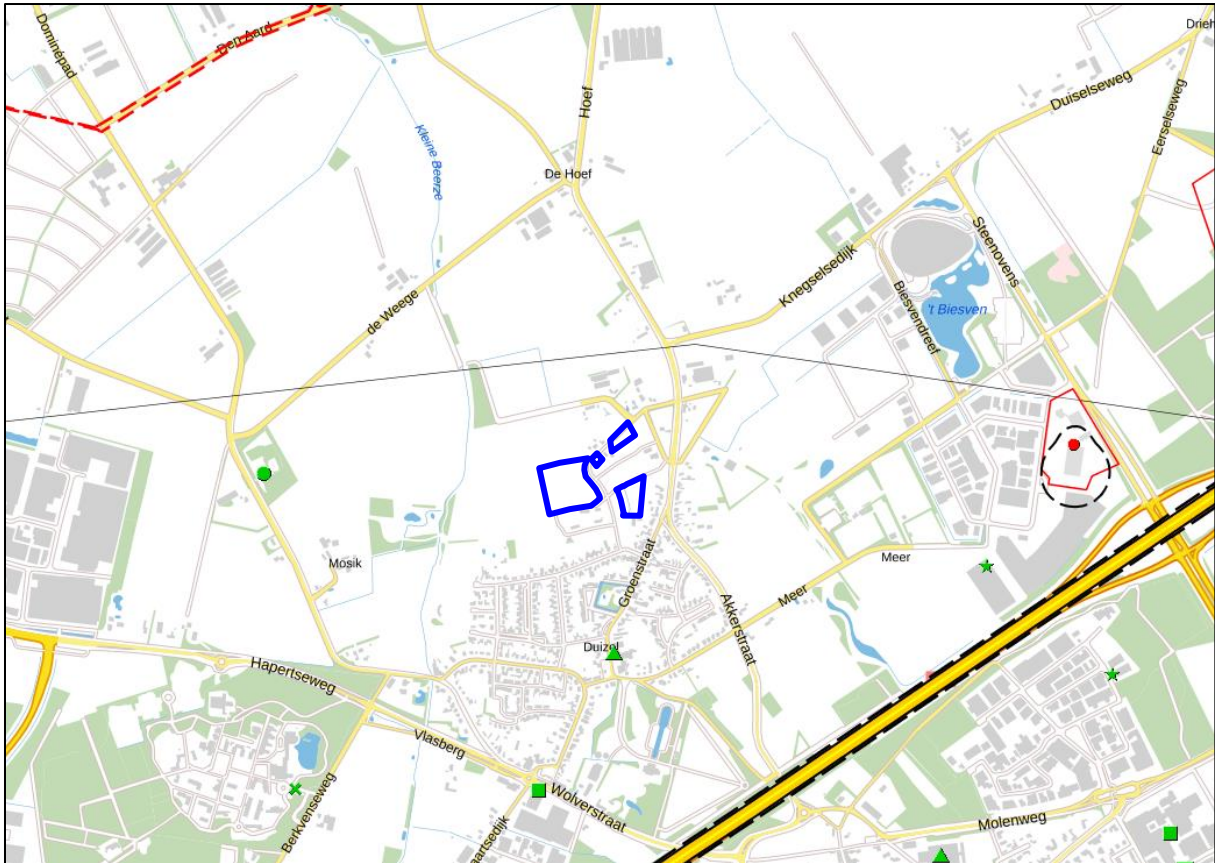 Drieh
Dominépad
Den Aard
Duiselseweg
Hoef
Eerselseweg
Kleine Beerze
De Hoef
Steenovens
Knegselsedijk
de Weege
Biesvendreef
't Biesven
Meer
Mosik
Groenstraat
Meer
Akkerstraat
Duizel
Hapertseweg
Vlasberg
Wolverstraat
Berkvenseweg
aartsedijk
Molenweg